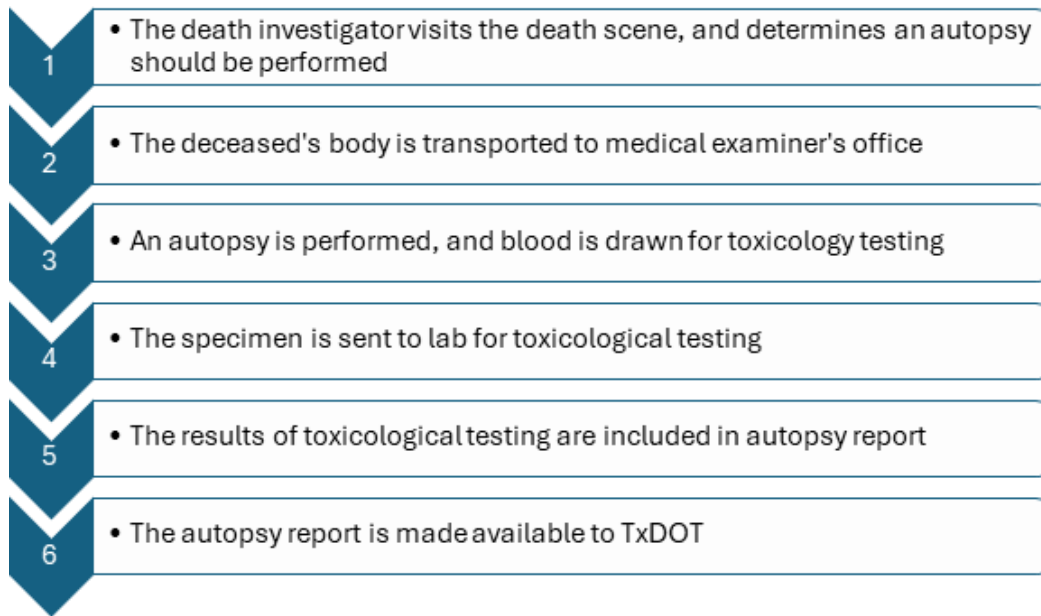 1
• The death investigator visits the death scene, and determines an autopsy
should be performed
2
• The deceased's body is transported to medical examiner's office
3
• An autopsy is performed, and blood is drawn for toxicology testing
4
• The specimen is sent to lab for toxicological testing
5
• The results of toxicological testing are included in autopsy report
6
• The autopsy report is made available to TxDOT